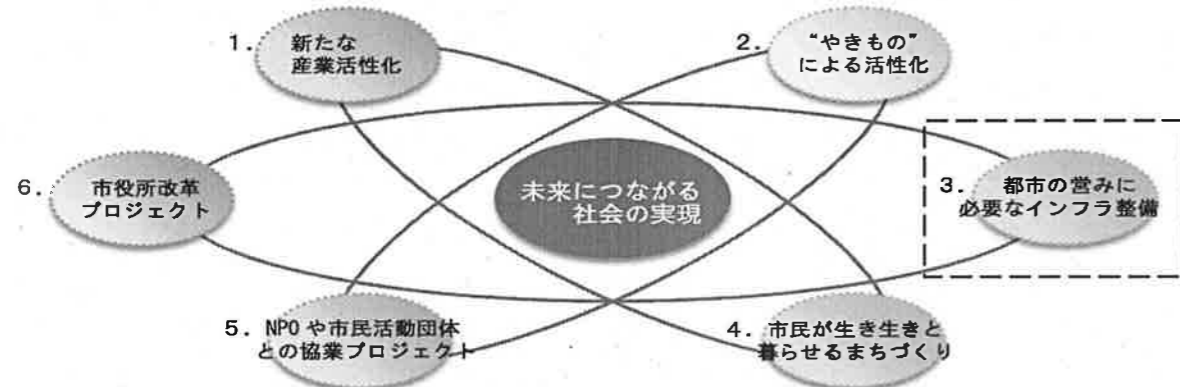 1. 新たな
産業活性化
2. “やきもの”
による活性化
3. 都市の営みに
必要なインフラ整備
未来につながる
社会の実現
6. 市役所改革
プロジェクト
5. NPOや市民活動団体
との協業プロジェクト
4. 市民が生き生きと
暮らせるまちづくり